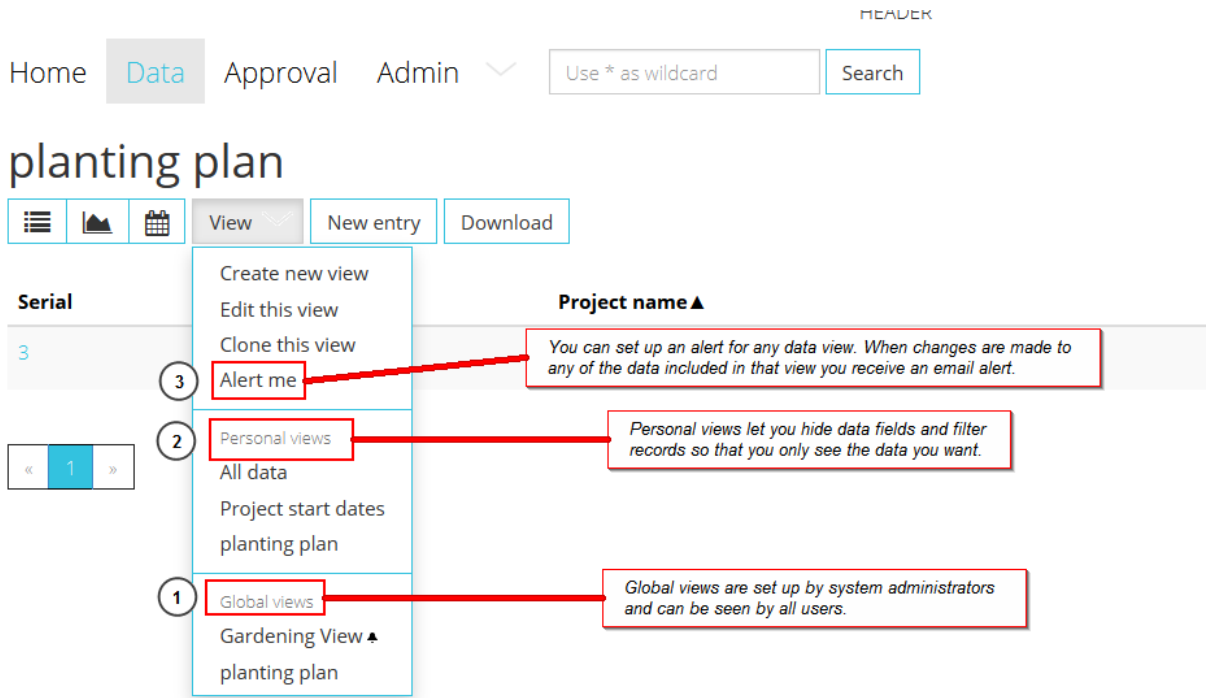 HEADER
Home Data Approval Admin Use * as wildcard Search
planting plan
View New entry Download
Create new view
Serial Project name▲
Edit this view
3 Clone this view
You can set up an alert for any data view. When changes are made to
any of the data included in that view you receive an email alert.
3 Alert me
2 Personal views
Personal views let you hide data fields and filter
records so that you only see the data you want.
« 1 »
All data
Project start dates
planting plan
1 Global views
Global views are set up by system administrators
and can be seen by all users.
Gardening View
planting plan